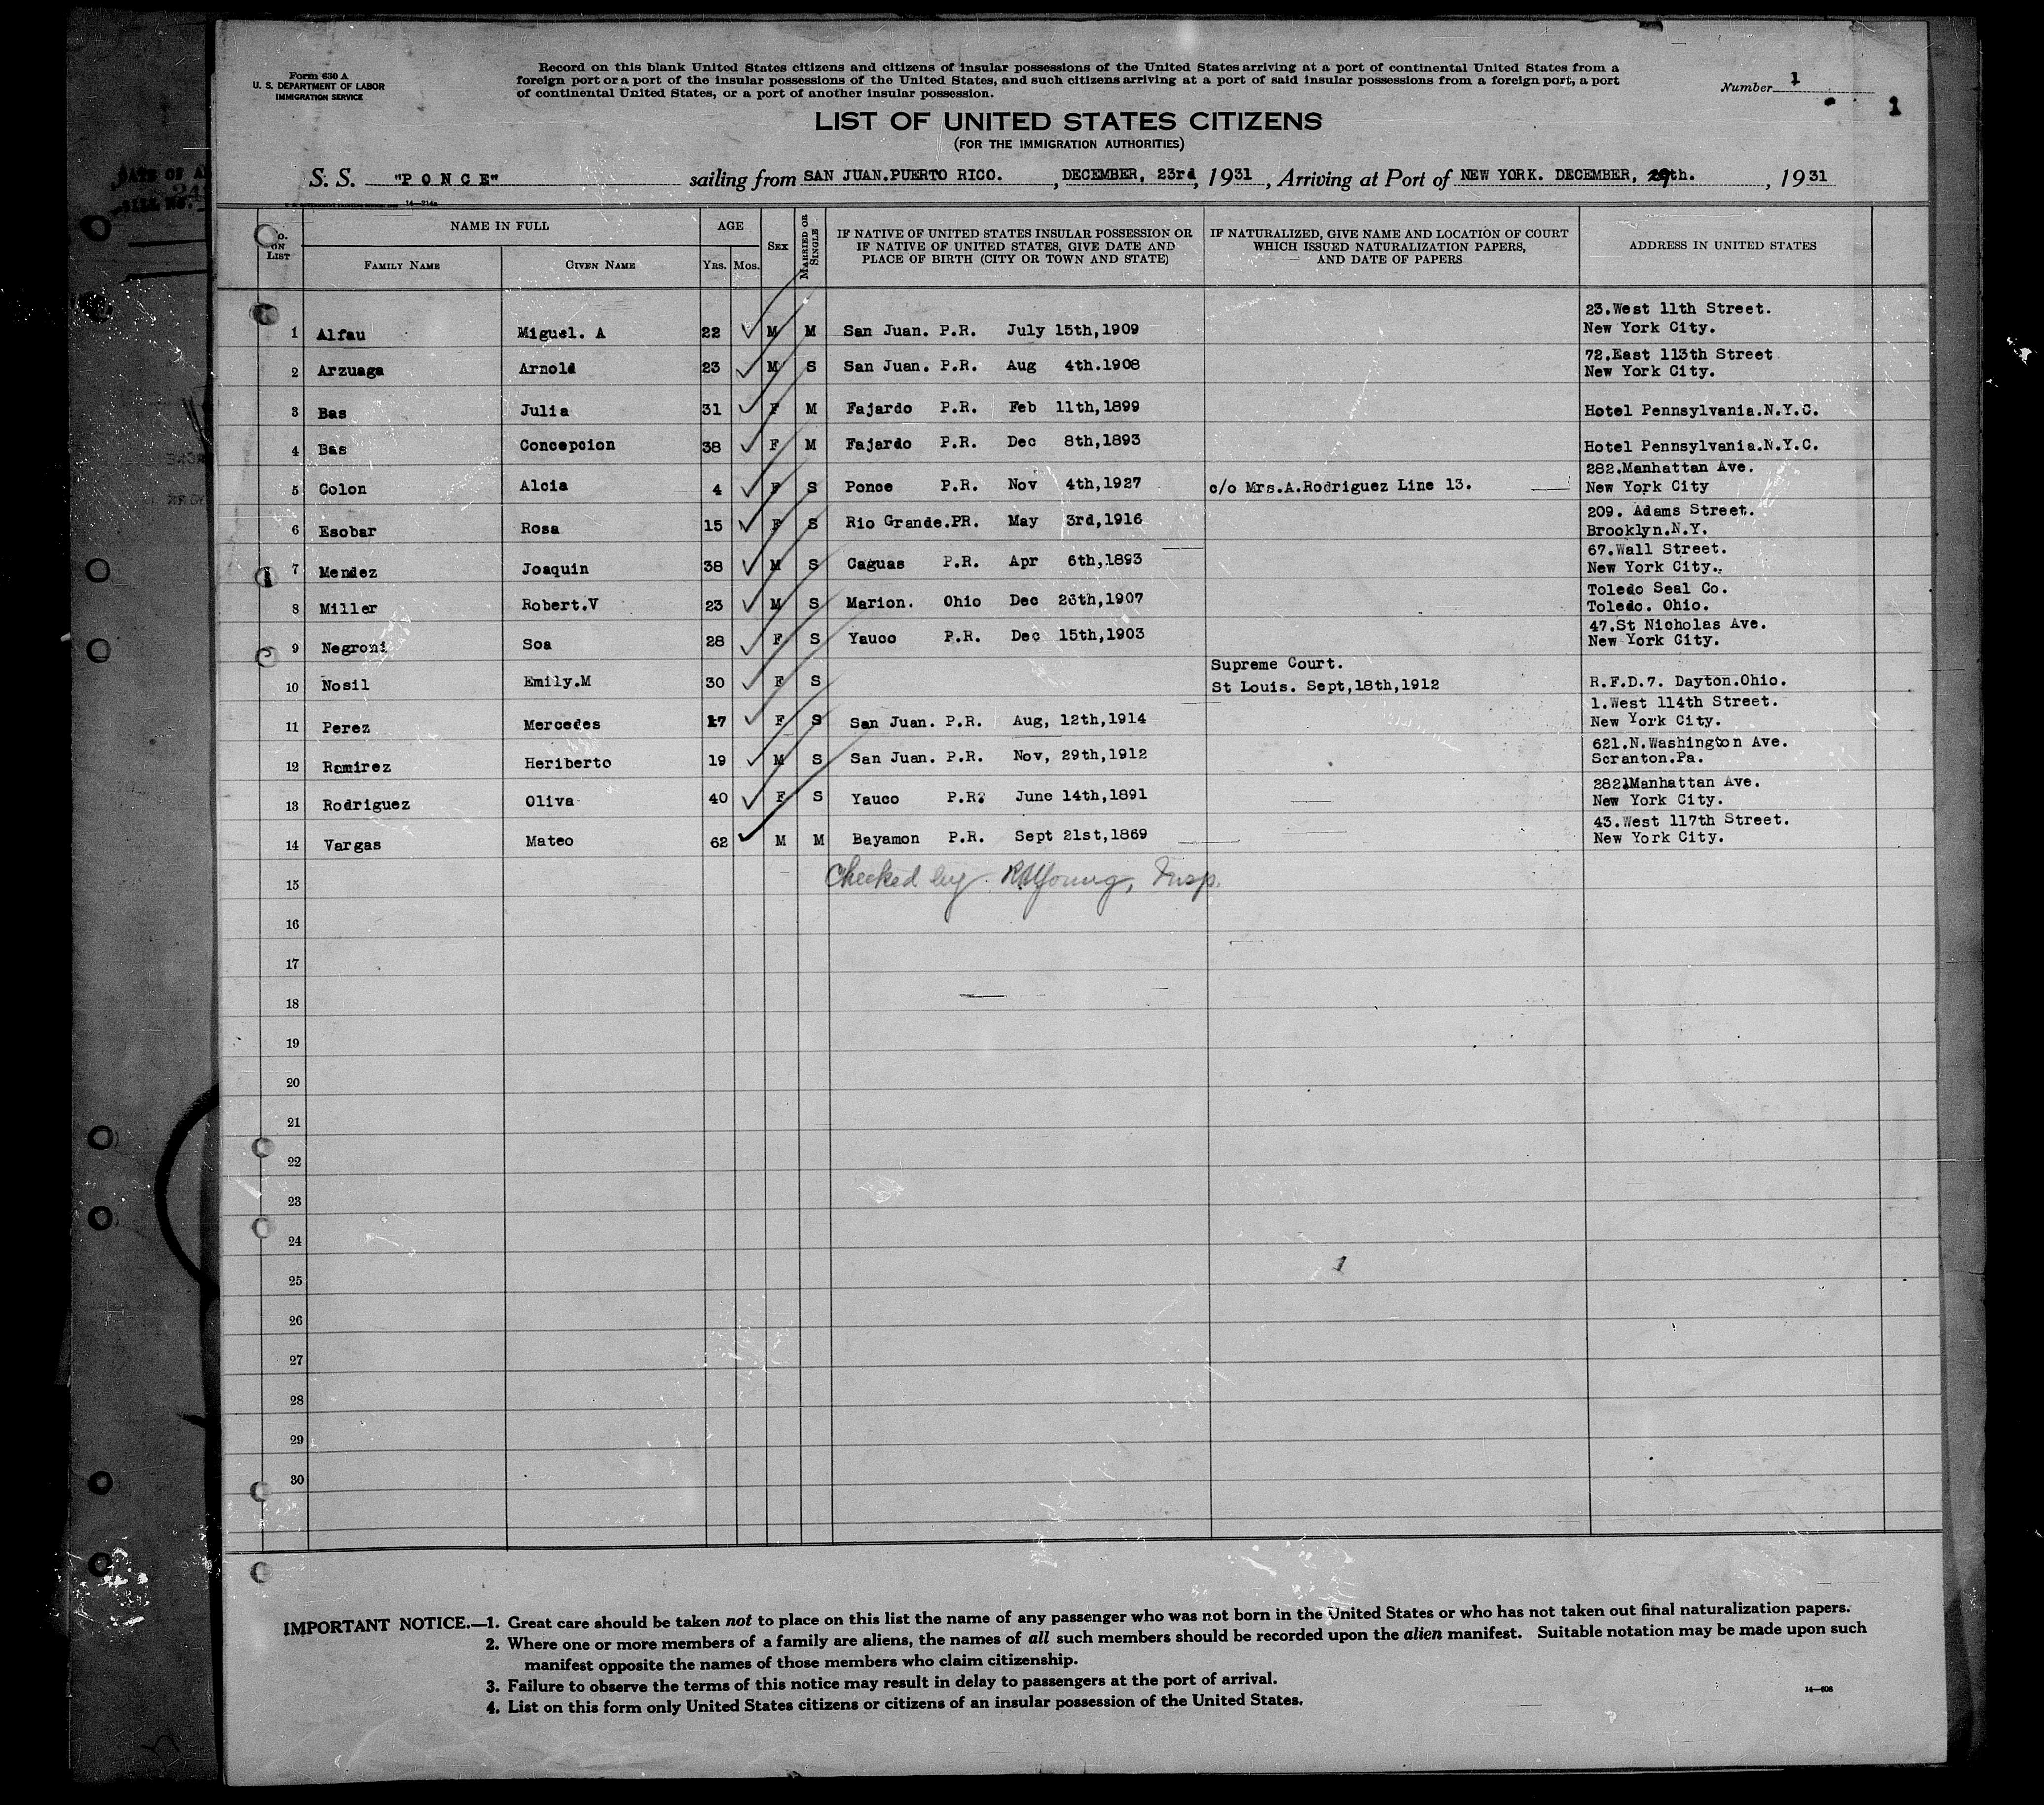 Form 630 A
U. S. DEPARTMENT OF LABOR
IMMIGRATION SERVICE
Record on this blank United States citizens and citizens of insular possessions of the United States arriving at a port of continental United States from a
foreign port or a port of the insular possessions of the United States, and such citizens arriving at a port of said insular possessions from a foreign port, a port
of continental United States, or a port of another insular possession.
Number 1
1
LIST OF UNITED STATES CITIZENS
(FOR THE IMMIGRATION AUTHORITIES)
S. S. "PONCE" sailing from SAN JUAN.PUERTO RICO. , DECEMBER, 23rd, 1931, Arriving at Port of NEW YORK. DECEMBER, 29th. , 1931
No. ON LIST NAME IN FULL AGE SEX MARRIED OR SINGLE IF NATIVE OF UNITED STATES INSULAR POSSESSION OR IF NATIVE OF UNITED STATES, GIVE DATE AND PLACE OF BIRTH (CITY OR TOWN AND STATE) IF NATURALIZED, GIVE NAME AND LOCATION OF COURT WHICH ISSUED NATURALIZATION PAPERS, AND DATE OF PAPERS ADDRESS IN UNITED STATES
FAMILY NAME GIVEN NAME YRS. MOS.
1 Alfau Miguel. A 22 M M San Juan. P.R. July 15th,1909 23.West 11th Street. New York City.
2 Arzuaga Arnold 23 M S San Juan. P.R. Aug 4th.1908 72.East 113th Street New York City.
3 Bas Julia 31 F M Fajardo P.R. Feb 11th,1899 Hotel Pennsylvania.N.Y.C.
4 Bas Concepcion 38 F M Fajardo P.R. Dec 8th,1893 Hotel Pennsylvania.N.Y.C.
5 Colon Alcia 4 F S Ponce P.R. Nov 4th,1927 c/o Mrs.A.Rodriguez Line 13. 282.Manhattan Ave. New York City
6 Escobar Rosa 15 F S Rio Grande.PR. May 3rd,1916 209. Adams Street. Brooklyn.N.Y.
7 Mendez Joaquin 38 M S Caguas P.R. Apr 6th,1893 67.Wall Street. New York City.
8 Miller Robert.V 23 M S Marion. Ohio Dec 26th,1907 Toledo Seal Co. Toledo. Ohio.
9 Negroni Soa 28 F S Yauco P.R. Dec 15th,1903 47.St Nicholas Ave. New York City.
10 Nosil Emily.M 30 F S Supreme Court. St Louis. Sept,18th,1912 R.F.D.7. Dayton.Ohio.
11 Perez Mercedes 17 F S San Juan. P.R. Aug, 12th,1914 1.West 114th Street. New York City.
12 Ramirez Heriberto 19 M S San Juan. P.R. Nov, 29th,1912 621.N.Washington Ave. Scranton.Pa.
13 Rodriguez Oliva 40 F S Yauco P.R. June 14th,1891 282.Manhattan Ave. New York City.
14 Vargas Mateo 62 M M Bayamon P.R. Sept 21st,1869 43.West 117th Street. New York City.
15 Checked by Young, Insp.
16
17
18
19
20
21
22
23
24
25
26
27
28
29
30
IMPORTANT NOTICE.—1. Great care should be taken not to place on this list the name of any passenger who was not born in the United States or who has not taken out final naturalization papers.
2. Where one or more members of a family are aliens, the names of all such members should be recorded upon the alien manifest. Suitable notation may be made upon such
manifest opposite the names of those members who claim citizenship.
3. Failure to observe the terms of this notice may result in delay to passengers at the port of arrival.
4. List on this form only United States citizens or citizens of an insular possession of the United States.